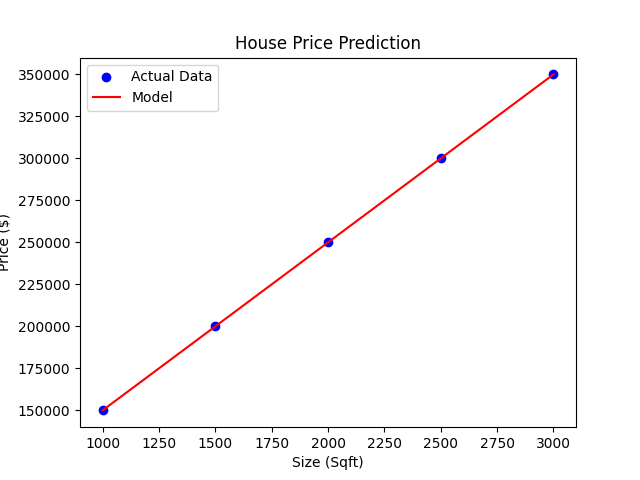 House Price Prediction
Actual Data
Model
350000
325000
300000
275000
250000
225000
200000
175000
150000
Price ($)
1000 1250 1500 1750 2000 2250 2500 2750 3000
Size (Sqft)